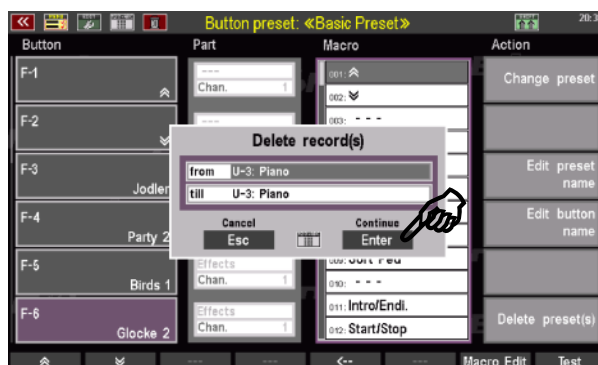 Button preset: «Basic Preset»
20:3
Button
Part
Macro
Action
F-1
---
Chan. 1
001:
002:
003: - - -
Change preset
F-2
---
Delete record(s)
from U-3: Piano
till U-3: Piano
Cancel
Continue
Esc
Enter
F-3
Jodler
Edit preset
name
F-4
Party 2
Edit button
name
F-5
Birds 1
Effects
Chan. 1
010: - - -
F-6
Glocke 2
Effects
Chan. 1
011: Intro/Endi.
012: Start/Stop
Delete preset(s)
---
---
<--
---
Macro Edit
Test